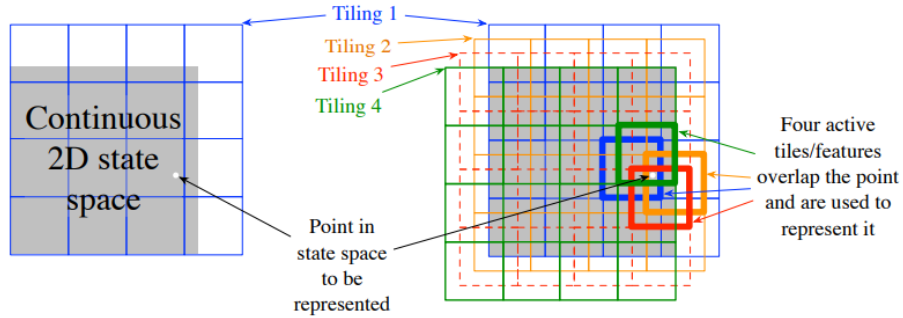 Tiling 1
Tiling 2
Tiling 3
Tiling 4
Continuous
2D state
space
Point in
state space
to be
represented
Four active
tiles/features
overlap the point
and are used to
represent it